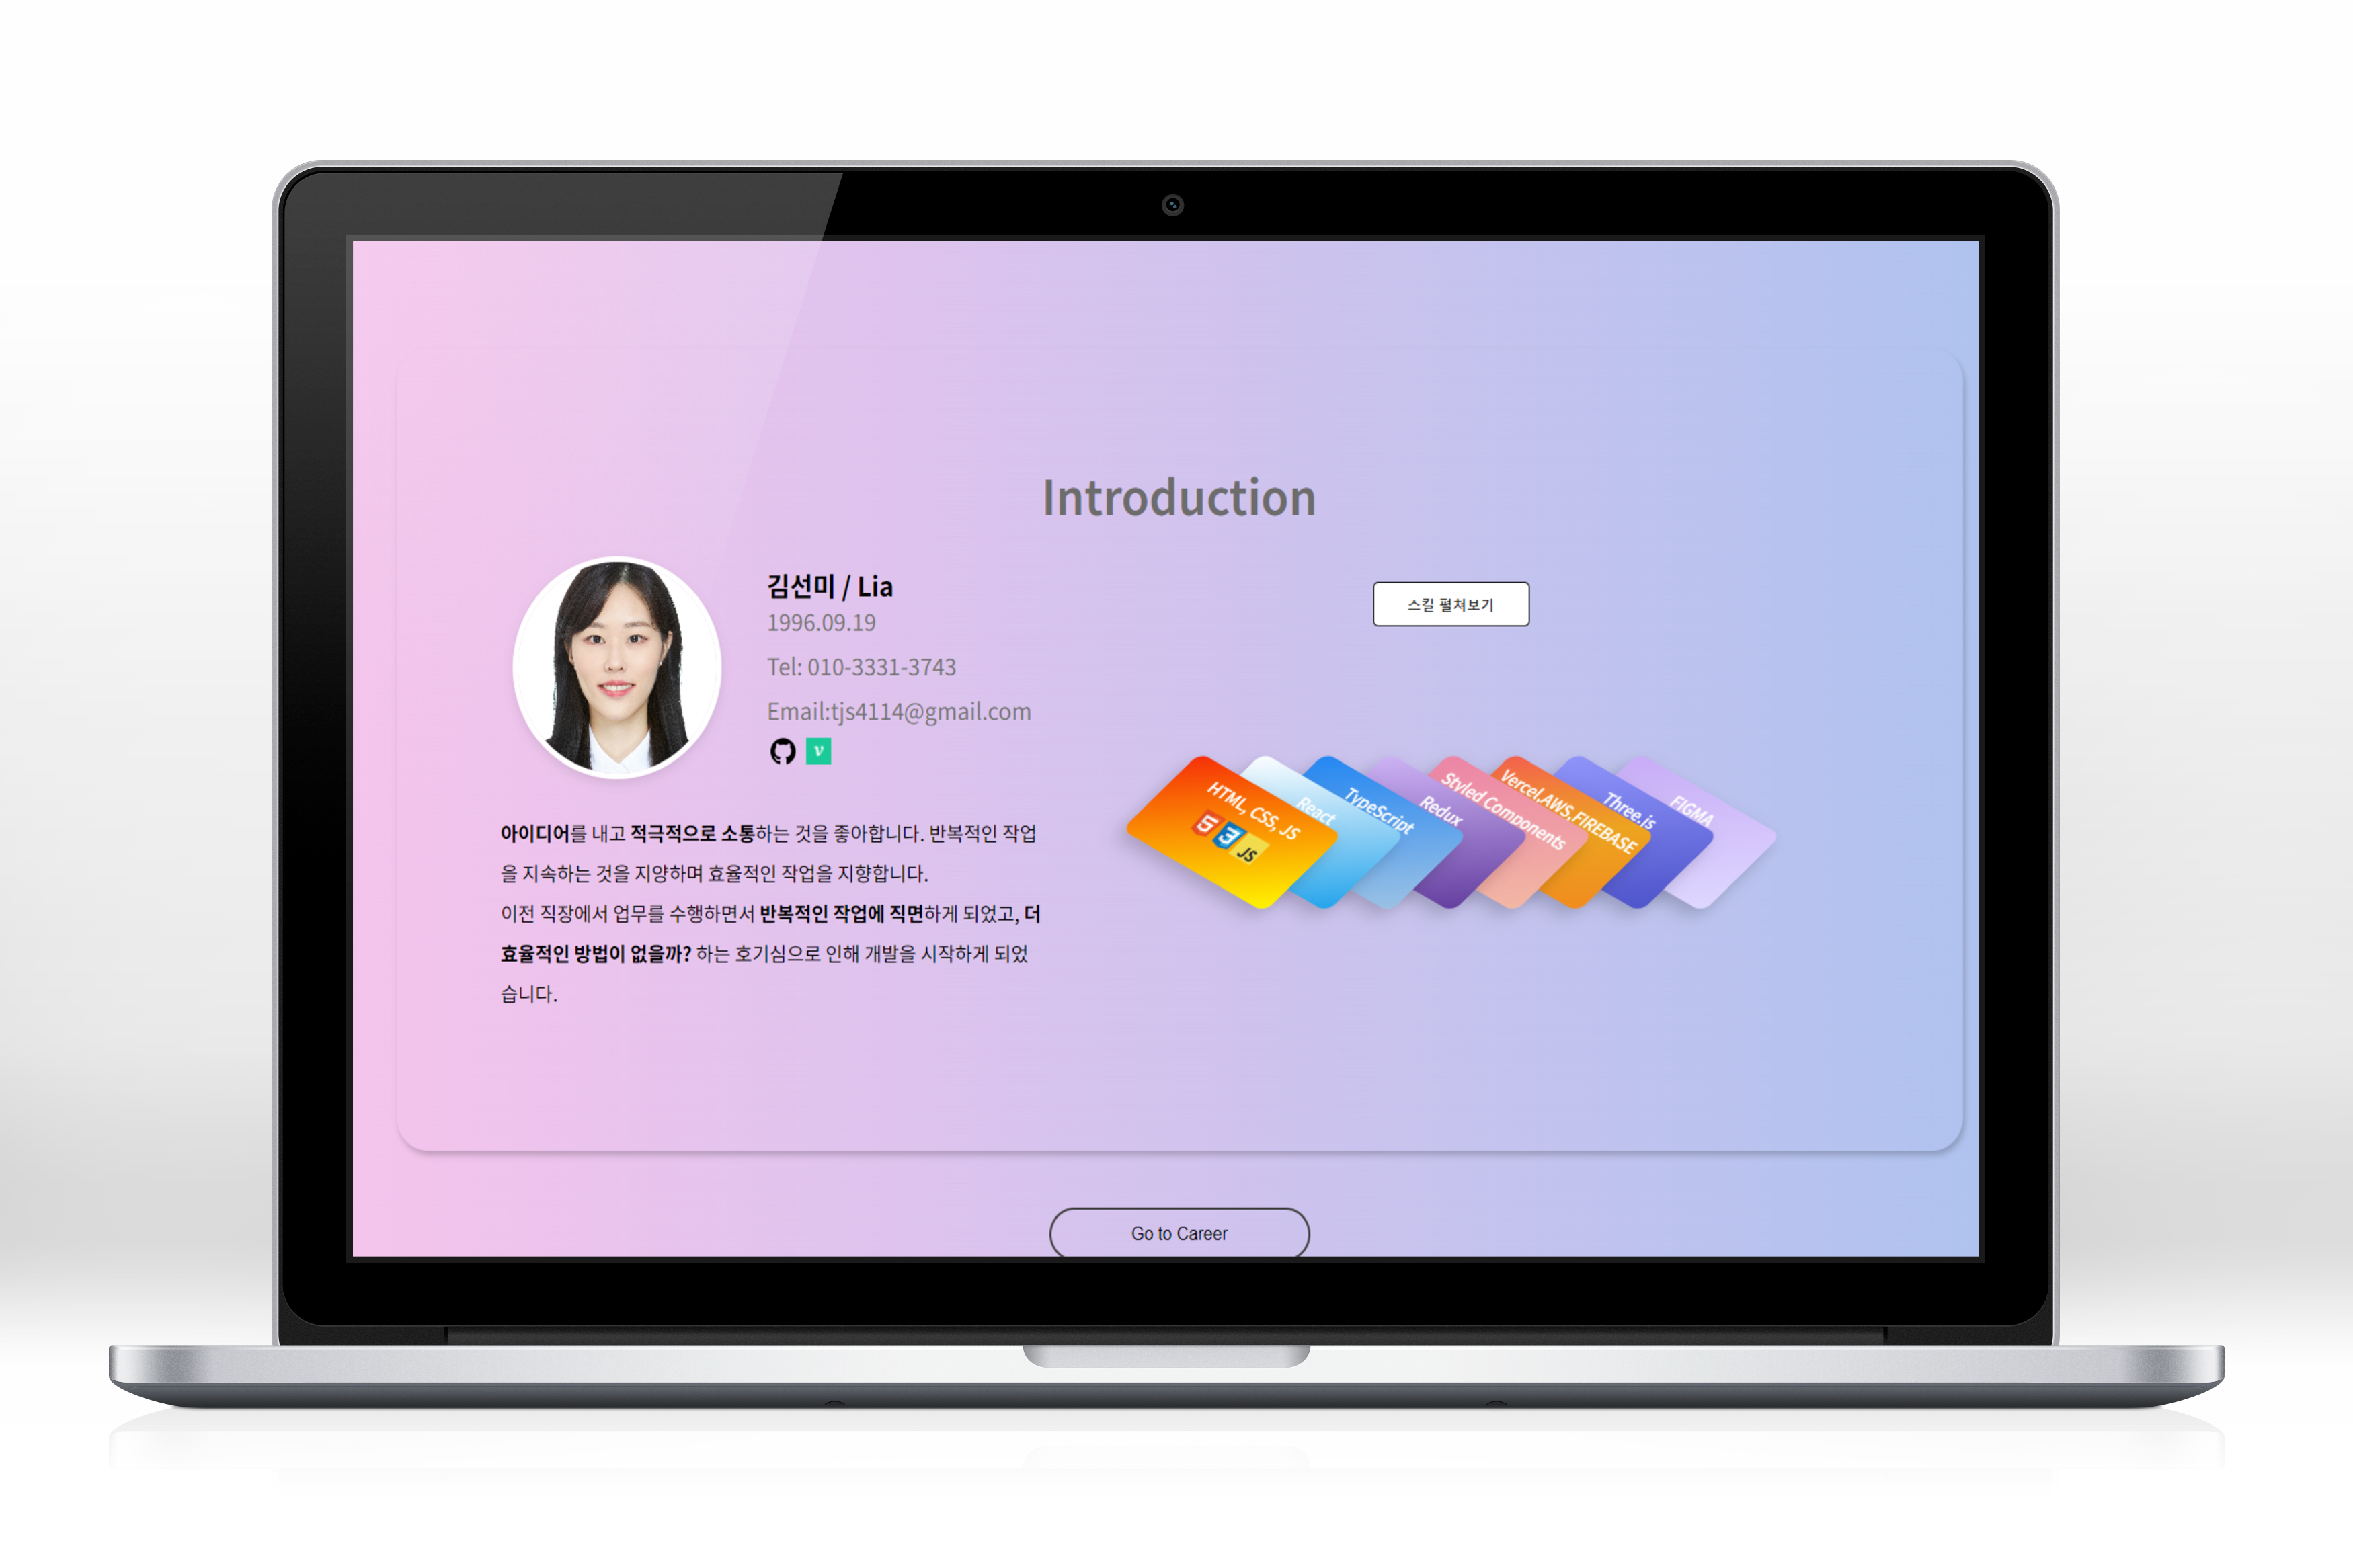 Introduction
김선미 / Lia
1996.09.19
Tel: 010-3331-3743
Email:tjs4114@gmail.com
v
아이디어를 내고 적극적으로 소통하는 것을 좋아합니다. 반복적인 작업
을 지속하는 것을 지양하며 효율적인 작업을 지향합니다.
이전 직장에서 업무를 수행하면서 반복적인 작업에 직면하게 되었고, 더
효율적인 방법이 없을까? 하는 호기심으로 인해 개발을 시작하게 되었
습니다.
스킬 펼쳐보기
HTML, CSS, JS
5 3 JS
React
TypeScript
Redux
Styled Components
Vercel,AWS,FIREBASE
Three.js
FIGMA
Go to Career